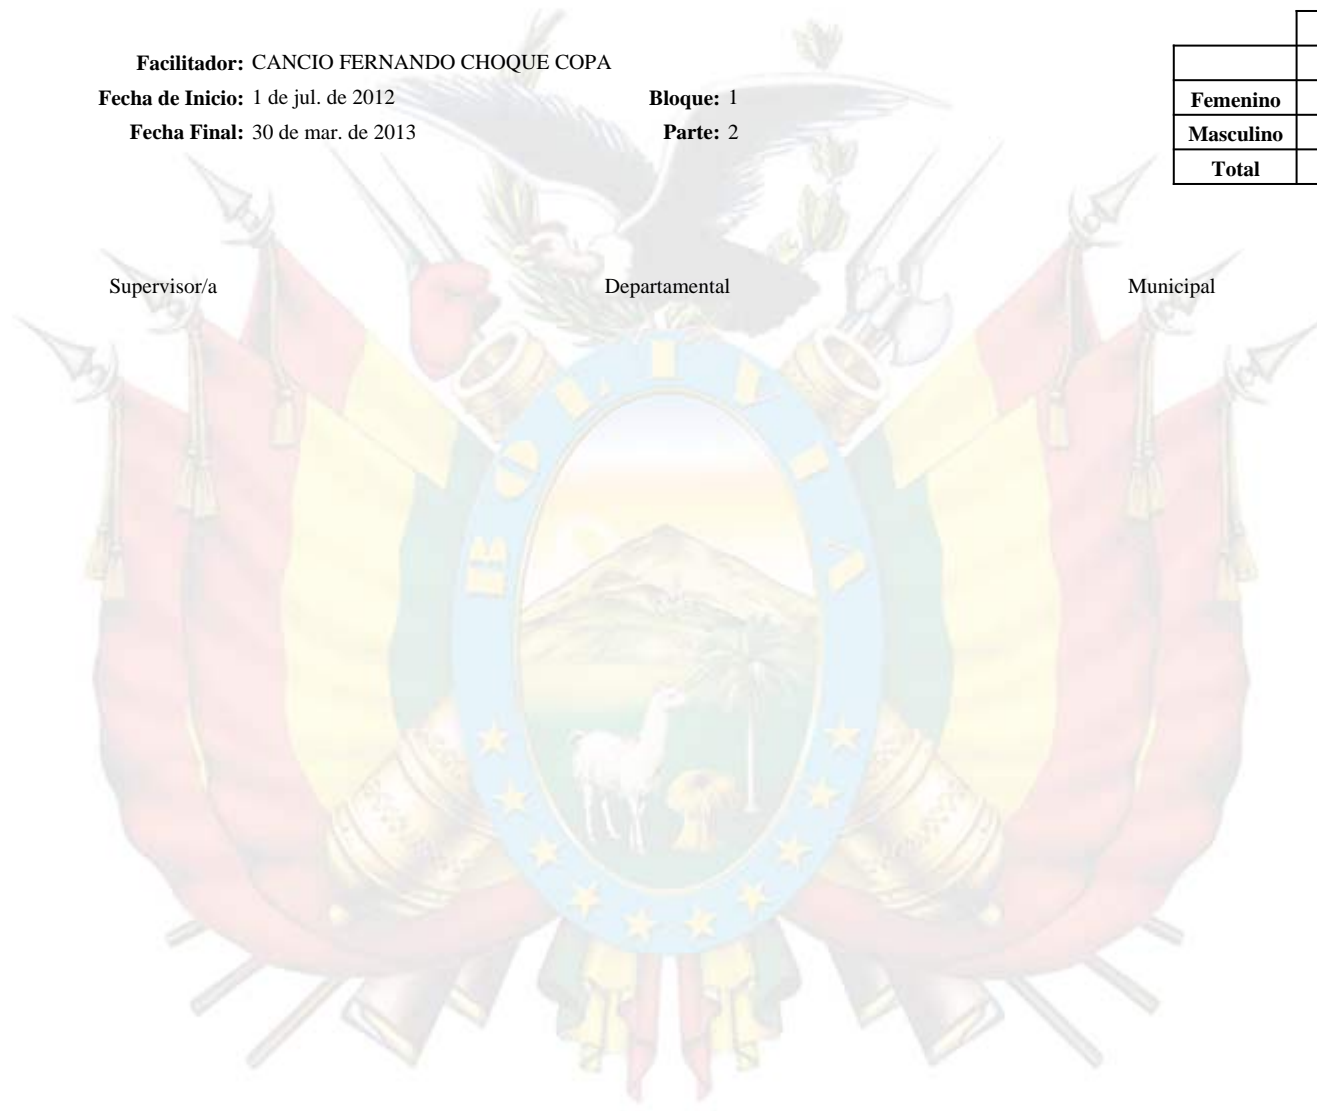 Facilitador: CANCIO FERNANDO CHOQUE COPA
Fecha de Inicio: 1 de jul. de 2012 Bloque: 1
Fecha Final: 30 de mar. de 2013 Parte: 2
Femenino
Masculino
Total
Supervisor/a Departamental Municipal
BOLIVIA